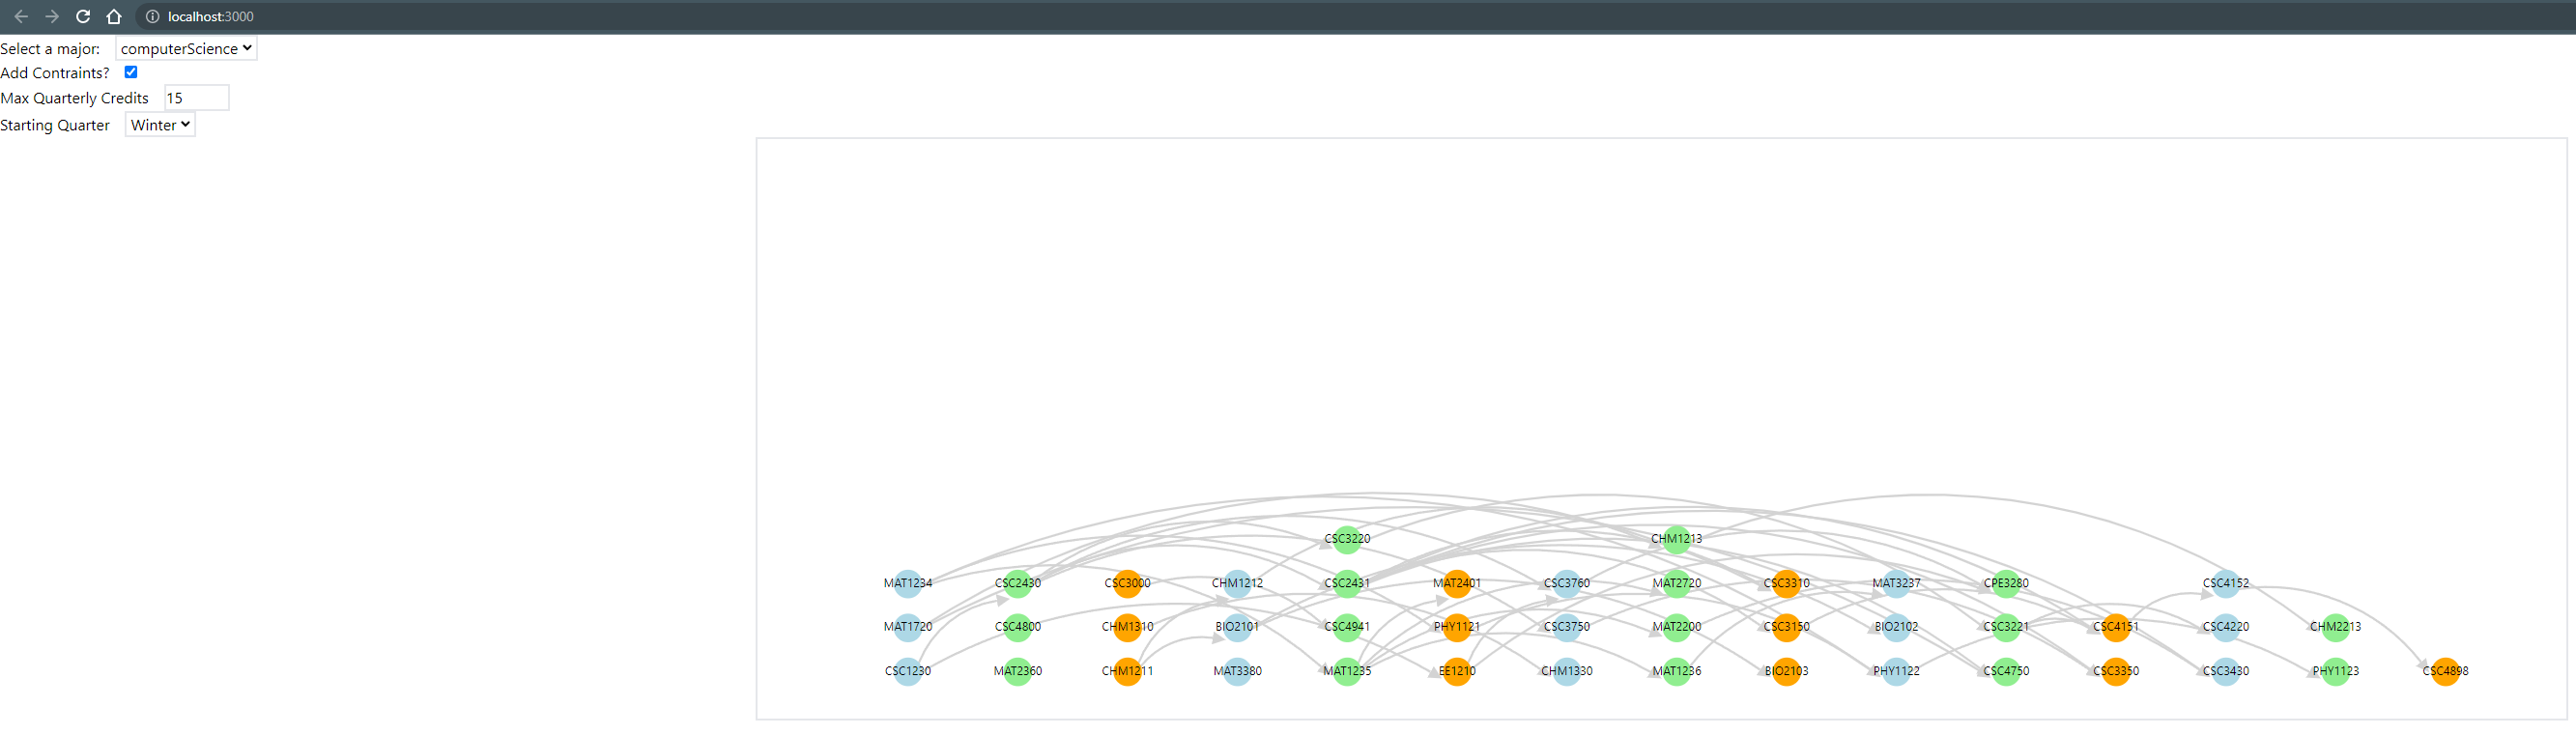 localhost:3000
Select a major: computerScience
Add Contraints?
Max Quarterly Credits 15
Starting Quarter Winter
CSC3220 CHM1213
MAT1234 CSC2430 CSC3000 CHM1212 CSC2431 MAT2401 CSC3760 MAT2720 CSC3310 MAT3237 CPE3280 CSC4152
MAT1720 CSC4800 CHM1310 BIO2101 CSC4941 PHY1121 CSC3750 MAT2200 CSC3150 BIO2102 CSC3221 CSC4151 CSC4220 CHM2213
CSC1230 MAT2360 CHM1211 MAT3380 MAT1235 EE1210 CHM1330 MAT1236 BIO2103 PHY1122 CSC4750 CSC3350 CSC3430 PHY1123 CSC4898